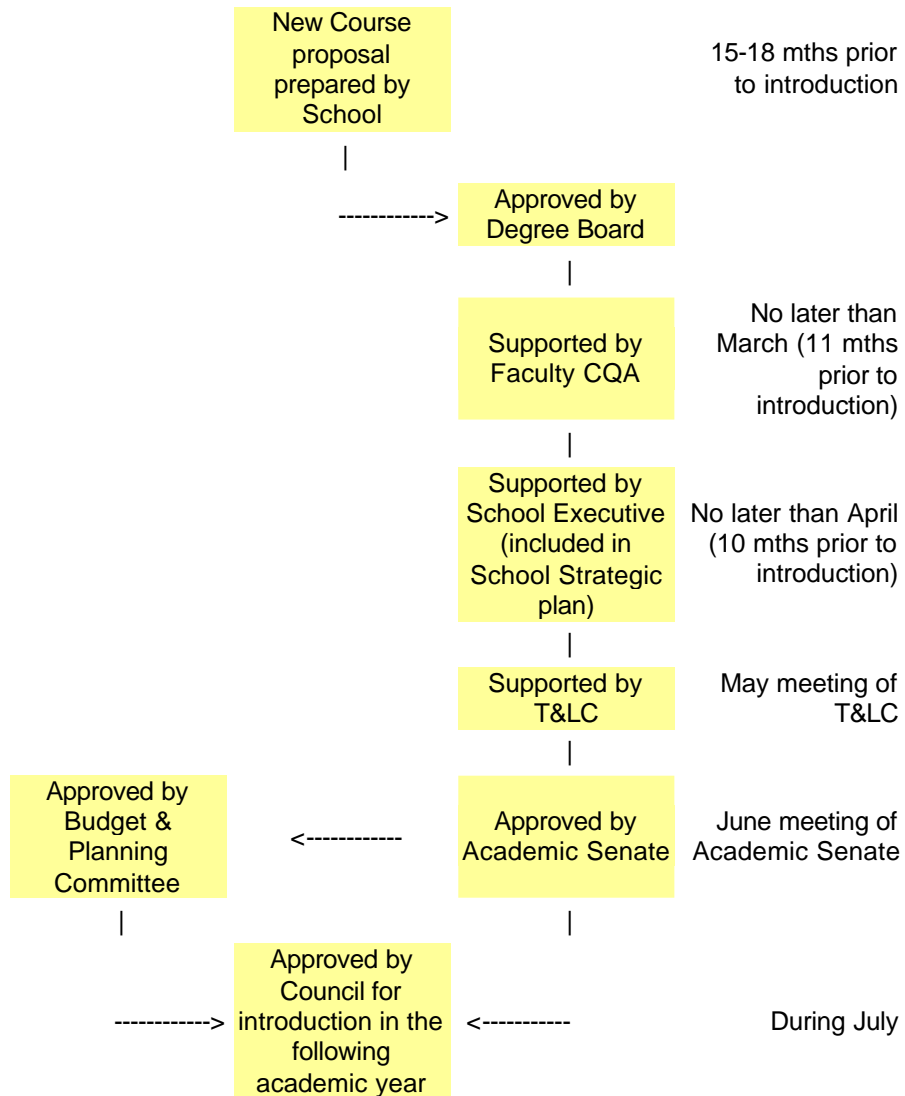 New Course
proposal
prepared by
School
15-18 mths prior
to introduction
|
------------>
Approved by
Degree Board
|
Supported by
Faculty CQA
No later than
March (11 mths
prior to
introduction)
|
Supported by
School Executive
(included in
School Strategic
plan)
No later than April
(10 mths prior to
introduction)
|
Supported by
T&LC
May meeting of
T&LC
|
Approved by
Budget &
Planning
Committee
<------------
Approved by
Academic Senate
June meeting of
Academic Senate
|
|
------------>
Approved by
Council for
introduction in the
following
academic year
<-----------
During July